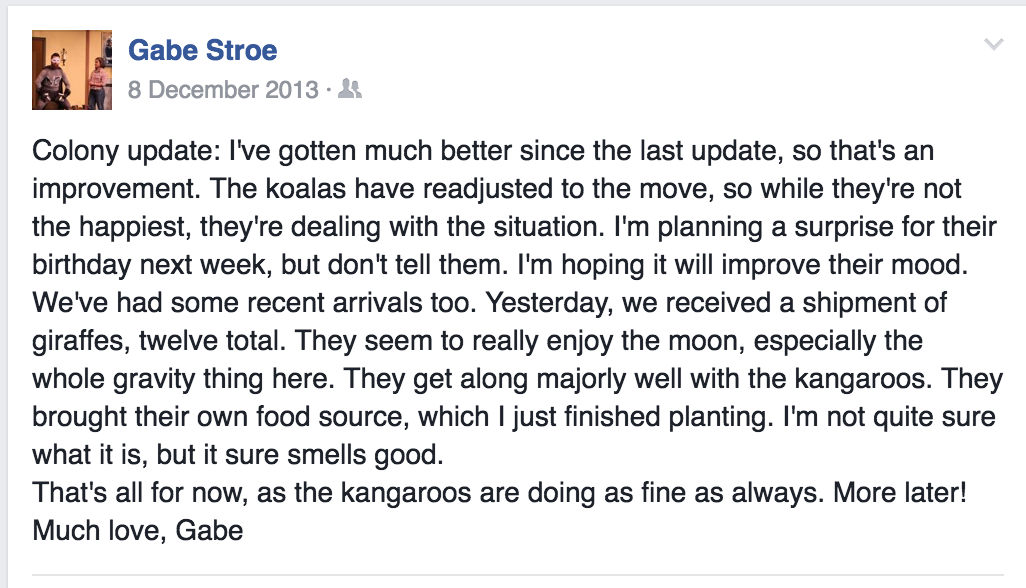 Gabe Stroe
8 December 2013 ·
Colony update: I've gotten much better since the last update, so that's an
improvement. The koalas have readjusted to the move, so while they're not
the happiest, they're dealing with the situation. I'm planning a surprise for their
birthday next week, but don't tell them. I'm hoping it will improve their mood.
We've had some recent arrivals too. Yesterday, we received a shipment of
giraffes, twelve total. They seem to really enjoy the moon, especially the
whole gravity thing here. They get along majorly well with the kangaroos. They
brought their own food source, which I just finished planting. I'm not quite sure
what it is, but it sure smells good.
That's all for now, as the kangaroos are doing as fine as always. More later!
Much love, Gabe